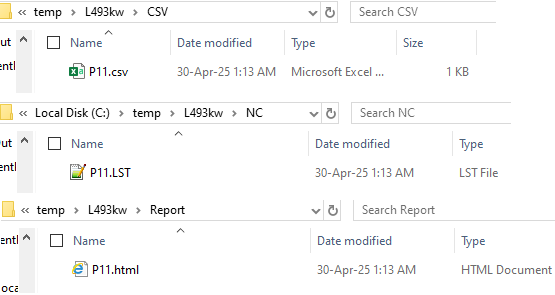 « temp > L493kw > CSV Search CSV
Out Name Date modified Type Size
entl P11.csv 30-Apr-25 1:13 AM Microsoft Excel ... 1 KB
« Local Disk (C:) > temp > L493kw > NC Search NC
Out Name Date modified Type
entl P11.LST 30-Apr-25 1:13 AM LST File
« temp > L493kw > Report Search Report
entl Name Date modified Type
oca P11.html 30-Apr-25 1:13 AM HTML Document